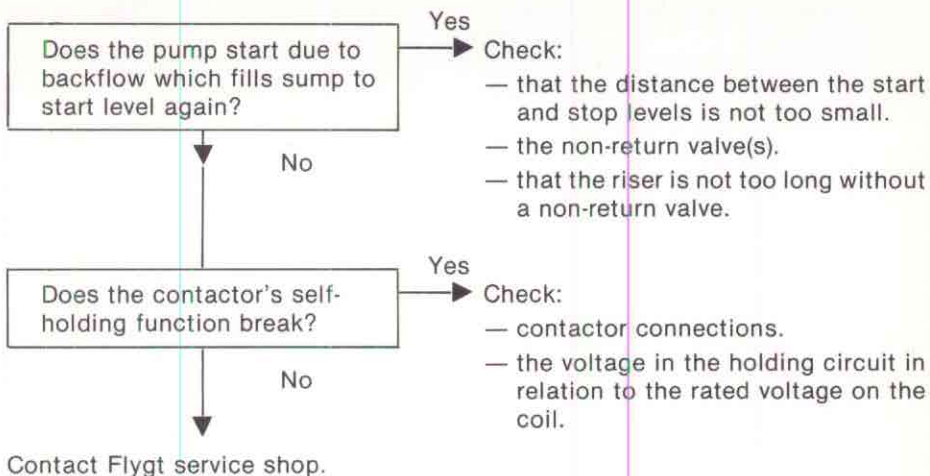 Does the pump start due to
backflow which fills sump to
start level again?
Yes
Check:
— that the distance between the start
and stop levels is not too small.
— the non-return valve(s).
— that the riser is not too long without
a non-return valve.
No
Does the contactor's self-
holding function break?
Yes
Check:
— contactor connections.
— the voltage in the holding circuit in
relation to the rated voltage on the
coil.
No
Contact Flygt service shop.